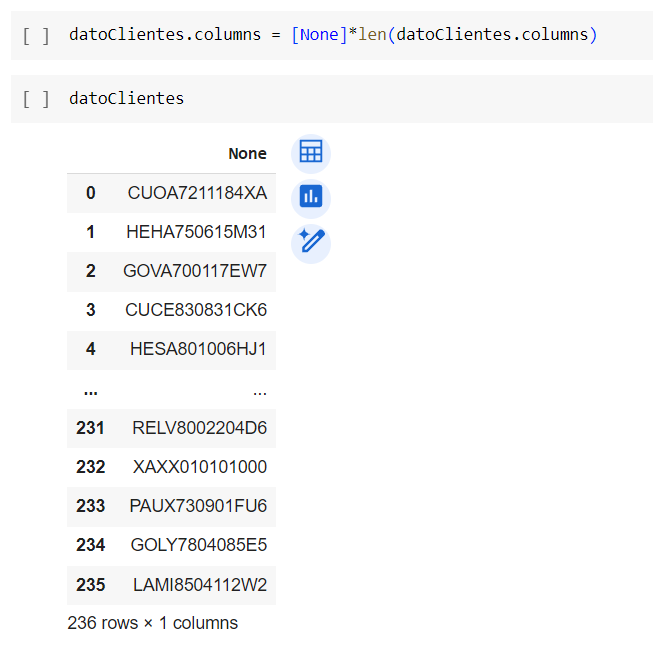 [ ] datoClientes.columns = [None]*len(datoClientes.columns)
[ ] datoClientes
None
0 CUOA7211184XA
1 HEHA750615M31
2 GOVA700117EW7
3 CUCE830831CK6
4 HESA801006HJ1
... ...
231 RELV8002204D6
232 XAXX010101000
233 PAUX730901FU6
234 GOLY7804085E5
235 LAMI8504112W2
236 rows × 1 columns